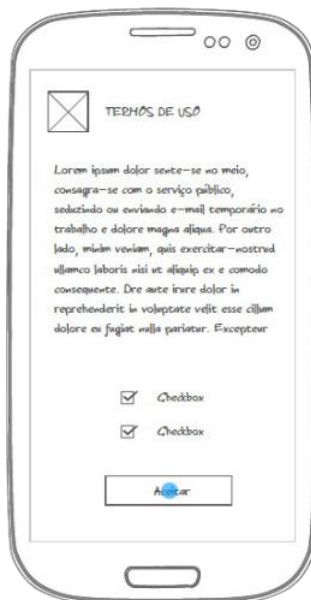 TERMOS DE USO
Lorem ipsum dolor sente-se no meio,
consagra-se com o serviço público,
seduzindo ou enviando e-mail temporário no
trabalho e dolore magna aliqua. Por outro
lado, minim veniam, quis exercitar-nostrud
ullamco laboris nisi ut aliquip ex e comodo
consequente. Dre aute irure dolor in
reprehenderit in voluptate velit esse cillum
dolore eu fugiat nulla pariatur. Excepteur
Checkbox
Checkbox
Aceitar